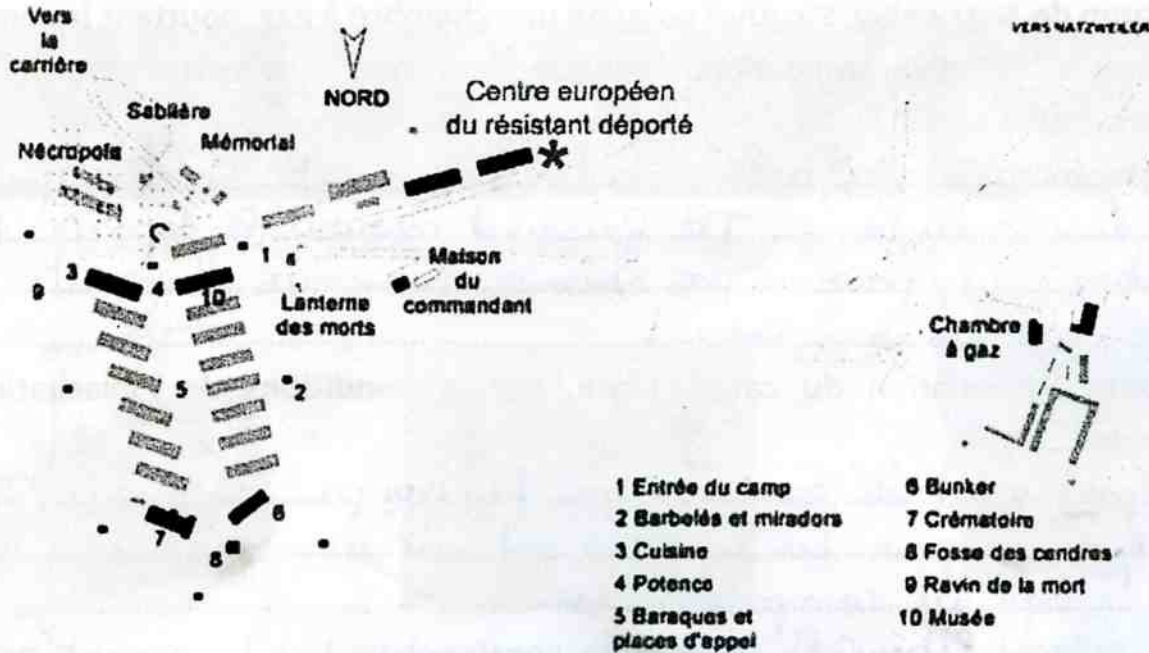 Vers
la
carrière
VERS NATZWEILER
NORD
Sablière
Mémorial
Nécropole
Centre européen
du résistant déporté
1
3
9
4
10
Lanterne
des morts
Maison
du
commandant
Chambre
à gaz
5
2
6
7
8
1 Entrée du camp
2 Barbelés et miradors
3 Cuisine
4 Potence
5 Baraques et
places d'appel
6 Bunker
7 Crématoire
8 Fosse des cendres
9 Ravin de la mort
10 Musée